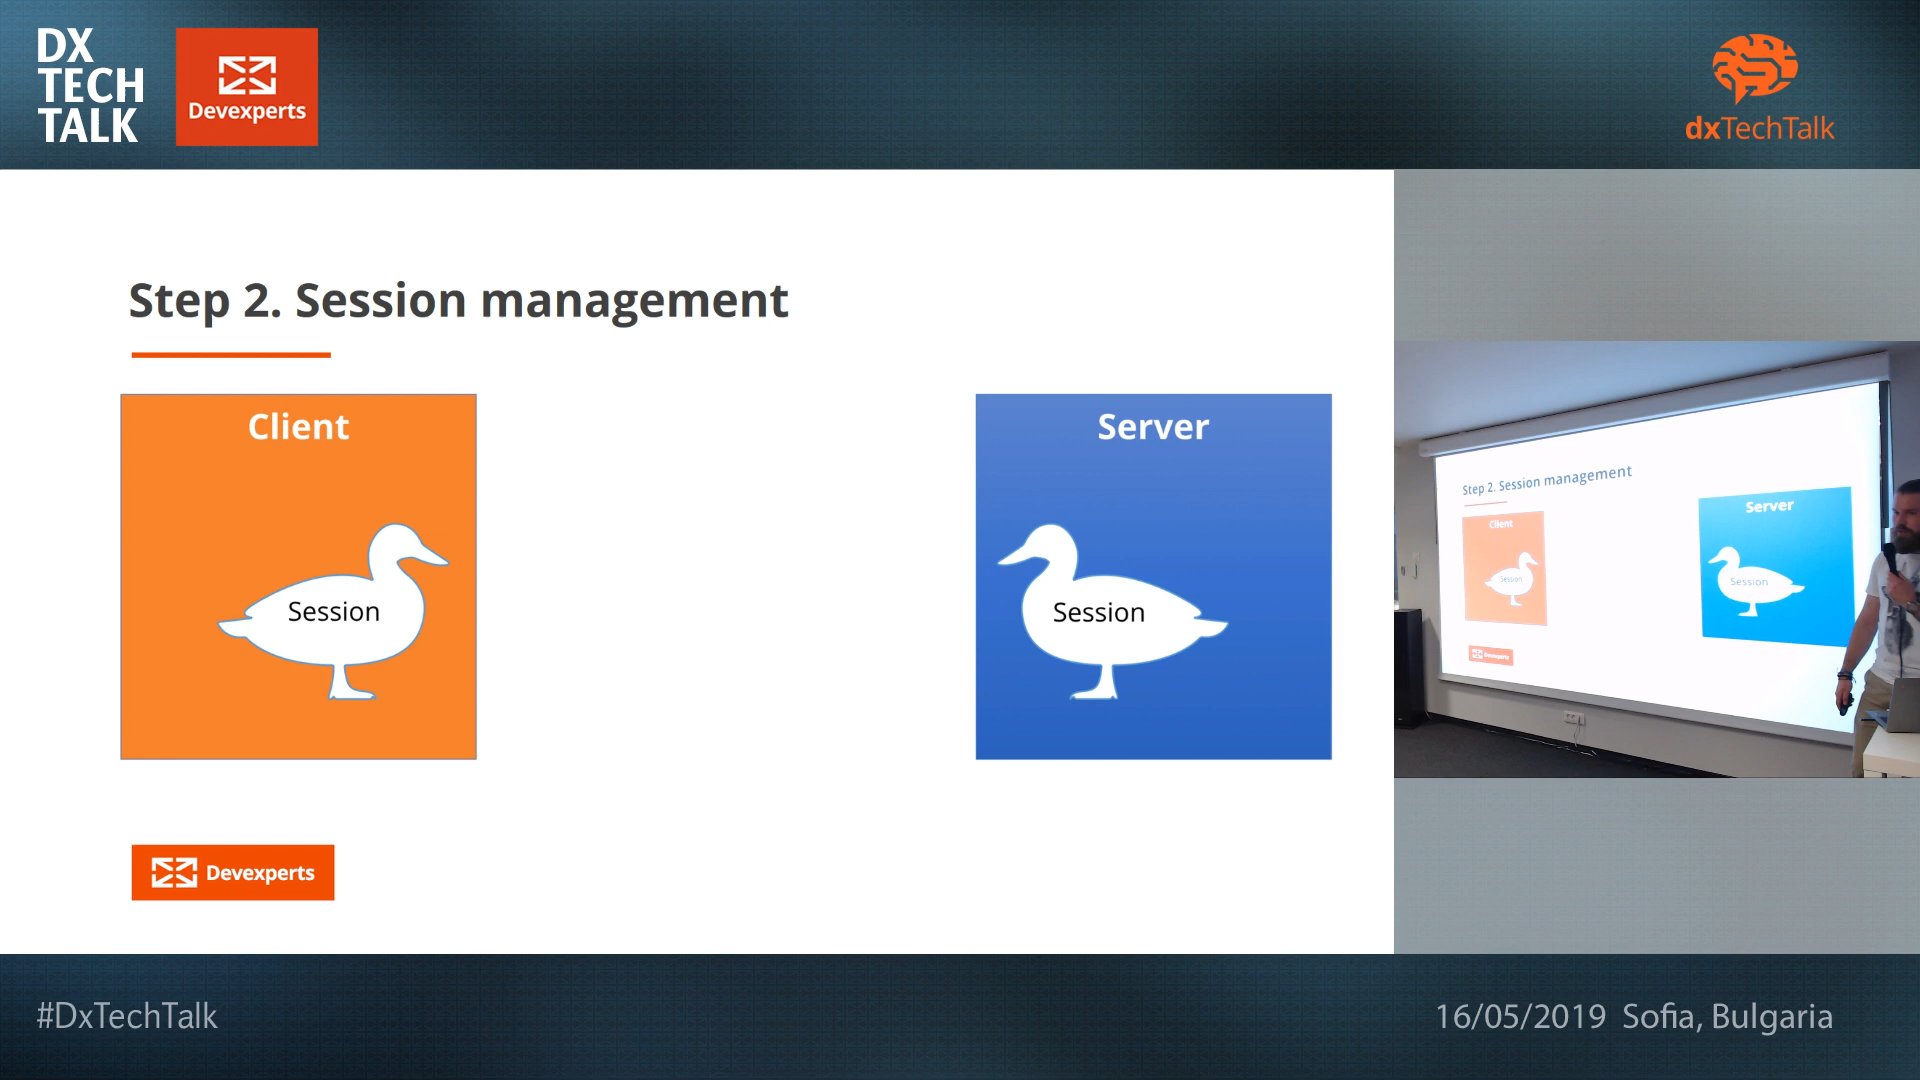 DX
TECH
TALK
Devexperts
dxTechTalk
Step 2. Session management
Client
Session
Server
Session
Devexperts
Step 2. Session management
Client
Session
Server
Session
Devexperts
#DxTechTalk
16/05/2019 Sofia, Bulgaria